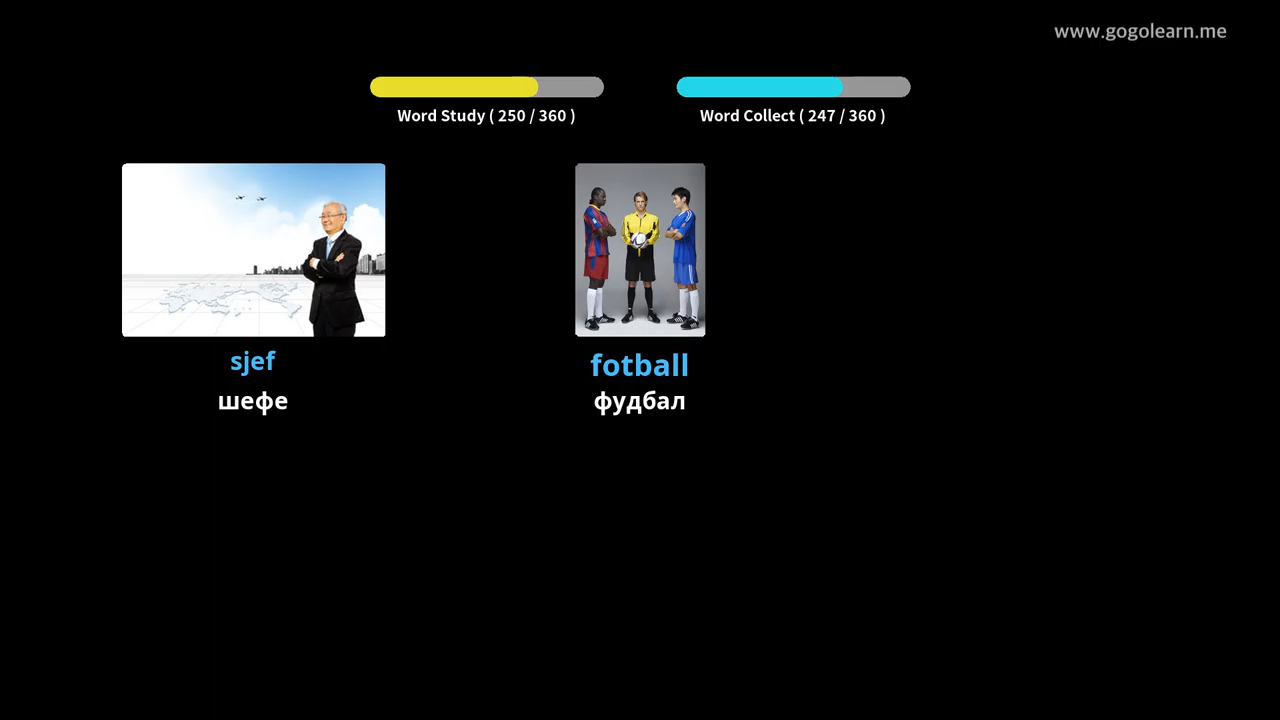 www.gogolearn.me
Word Study ( 250 / 360 )
Word Collect ( 247 / 360 )
sjef
шефе
fotball
фудбал